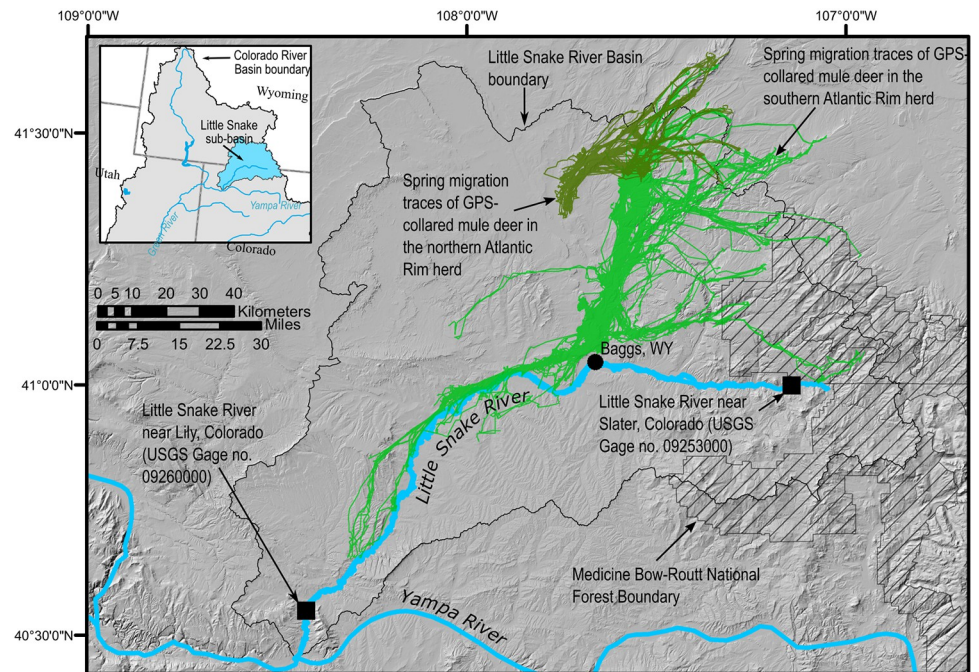 109°00'0"W
108°00'0"W
107°00'0"W
41°30'0"N
41°00'0"N
40°30'0"N
Colorado River
Basin boundary
Wyoming
Little Snake
sub-basin
Utah
Yampa River
Green River
Colorado
Little Snake River Basin
boundary
Spring migration traces of GPS-
collared mule deer in the
southern Atlantic Rim herd
Spring migration
traces of GPS-
collared mule deer in
the northern Atlantic
Rim herd
0 5 10 20 30 40
Kilometers
Miles
0 7.5 15 22.5 30
Baggs, WY
Little Snake River
near Lily, Colorado
(USGS Gage no.
09260000)
Little Snake River
Little Snake River near
Slater, Colorado (USGS
Gage no. 09253000)
Medicine Bow-Routt National
Forest Boundary
Yampa River